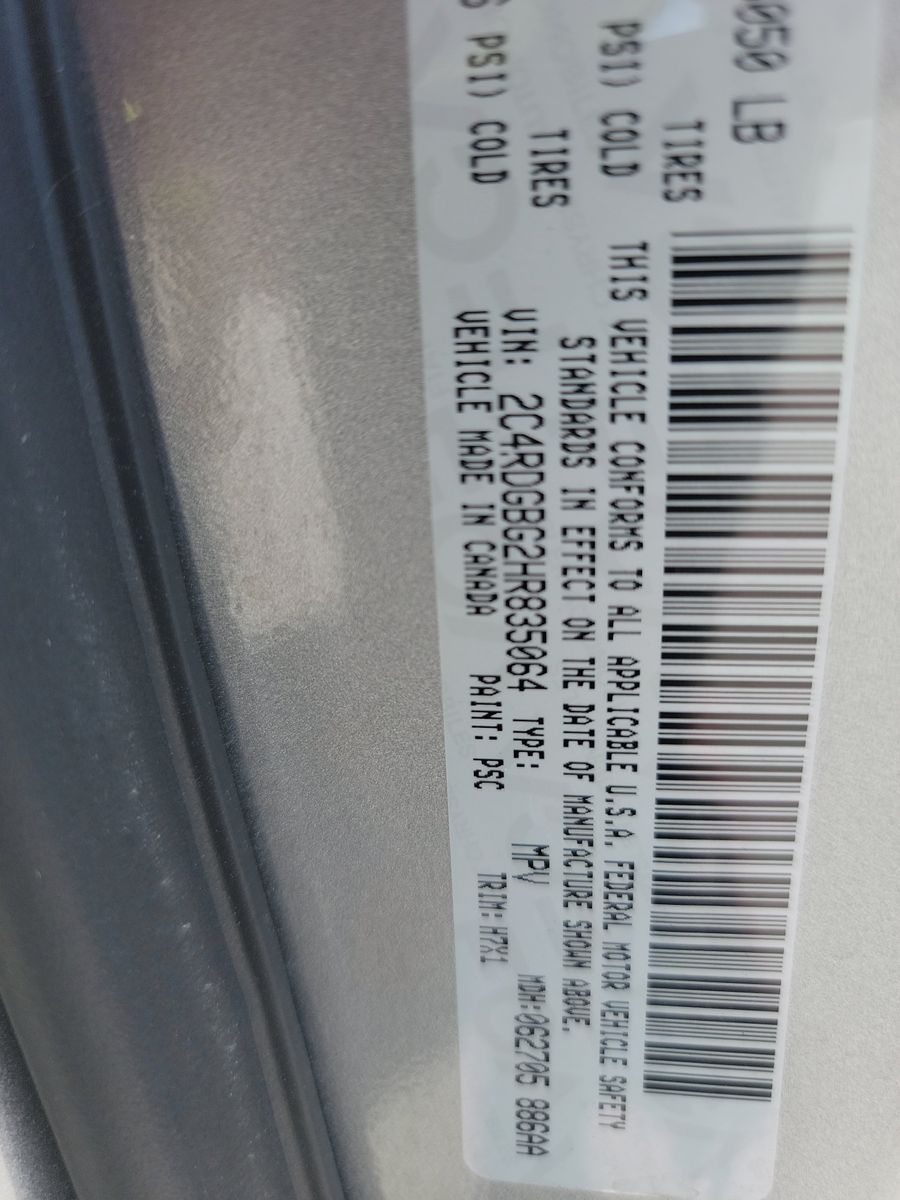 050 LB
TIRES
PSI) COLD
TIRES
PSI) COLD
THIS VEHICLE CONFORMS TO ALL APPLICABLE U.S.A. FEDERAL MOTOR VEHICLE SAFETY
STANDARDS IN EFFECT ON THE DATE OF MANUFACTURE SHOWN ABOVE.
VIN: 2C4RDGBG2HR835064 TYPE: MPV MDH:062705 886AA
VEHICLE MADE IN CANADA PAINT: PSC TRIM: H7X1